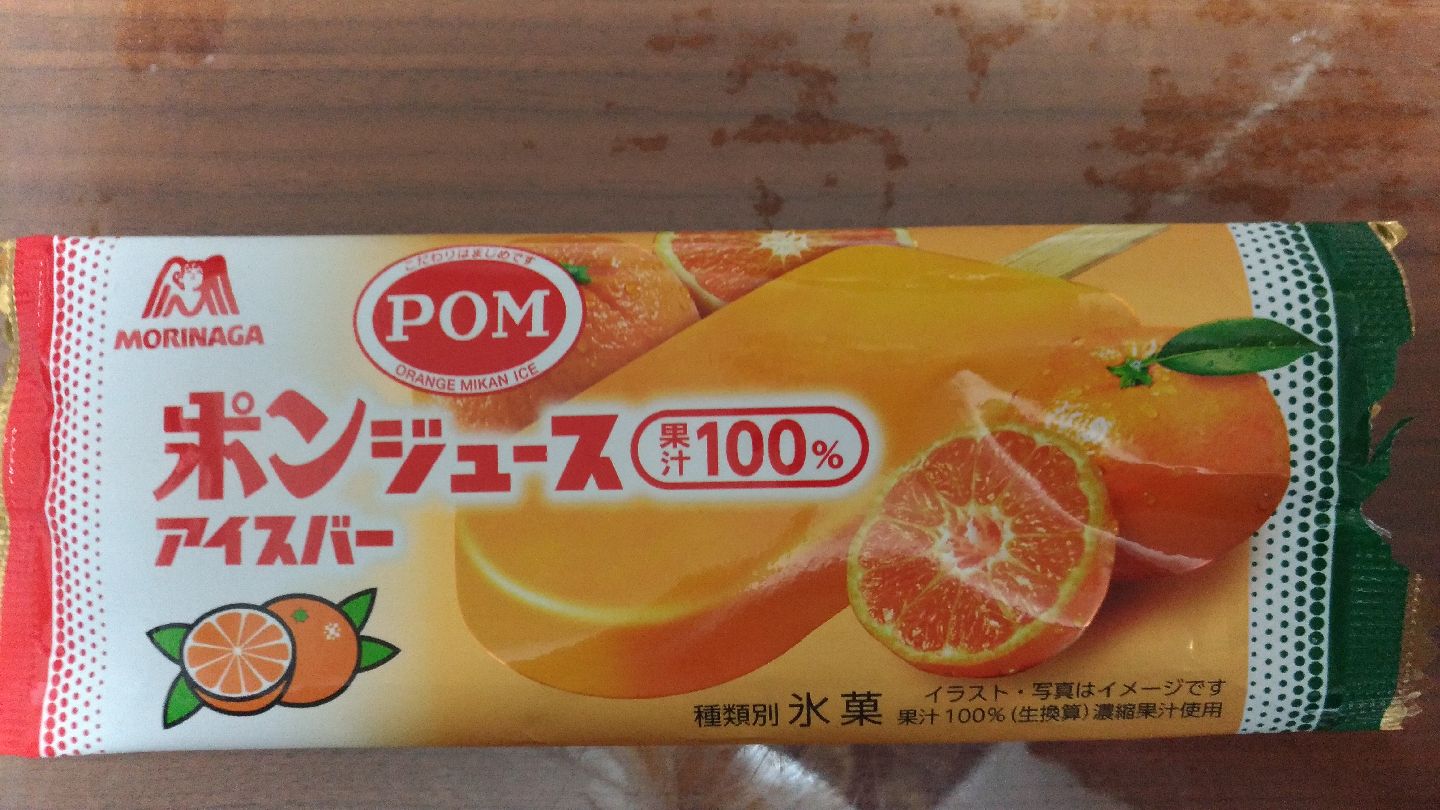 MORINAGA
こだわりはまじめです
POM
ORANGE MIKAN ICE
ポンジュース
果汁100%
アイスバー
種類別 氷菓
イラスト・写真はイメージです
果汁100%(生換算)濃縮果汁使用